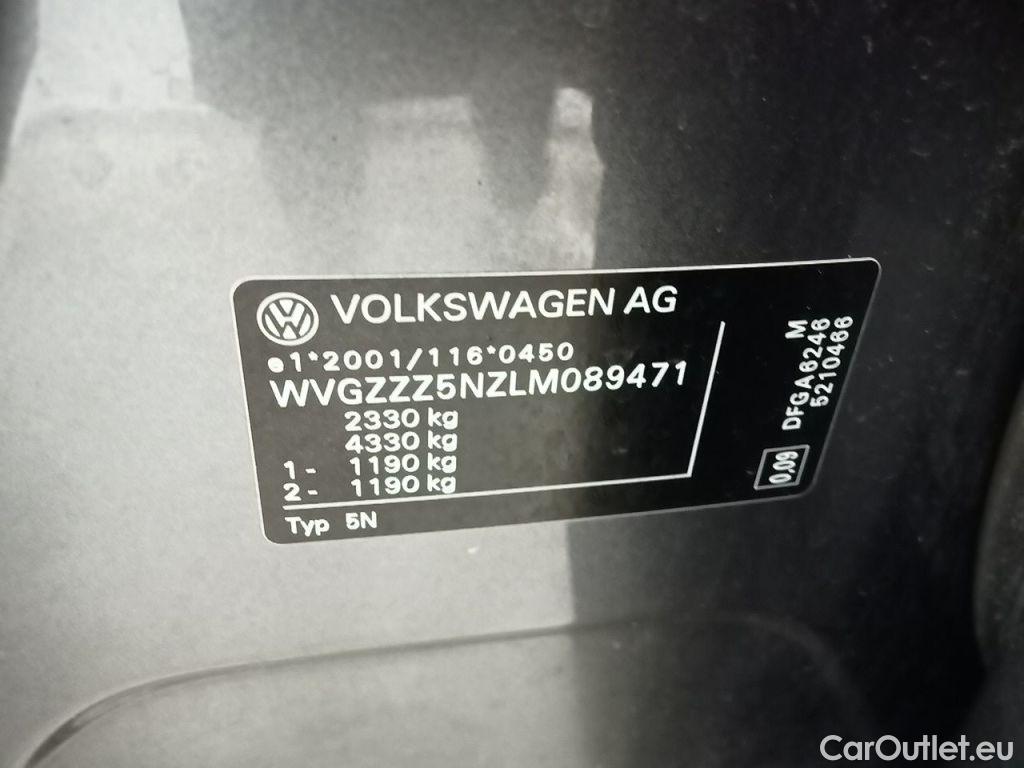 VOLKSWAGEN AG
e1*2001/116*0450
WVGZZZ5NZLM089471
2330 kg
4330 kg
1- 1190 kg
2- 1190 kg
Typ 5N
M
DFGA6246
5210466
0,09
CarOutlet.eu